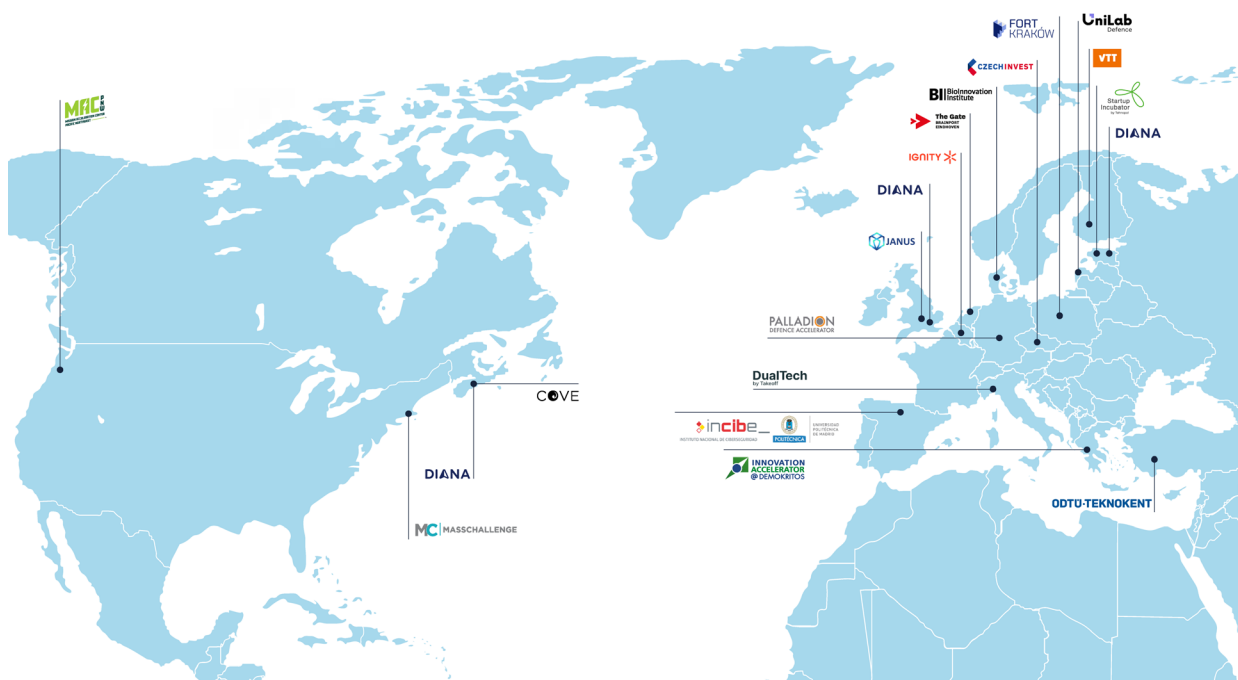 FORT
KRAKÓW
UniLab
Defence
CZECHINVEST
VTT
BII BioInnovation
Institute
Startup
Incubator
The Gate
BRAINPORT
EINDHOVEN
DIANA
IGNITY
DIANA
JANUS
MAC
PALLADION
DEFENCE ACCELERATOR
DualTech
by Takeoff
COVE
incibe_
INSTITUTO NACIONAL DE CIBERSEGURIDAD
POLITÉCNICA
UNIVERSIDAD
POLITÉCNICA
DE MADRID
INNOVATION
ACCELERATOR
@DEMOKRITOS
DIANA
ODTÜ-TEKNOKENT
MC MASSCHALLENGE